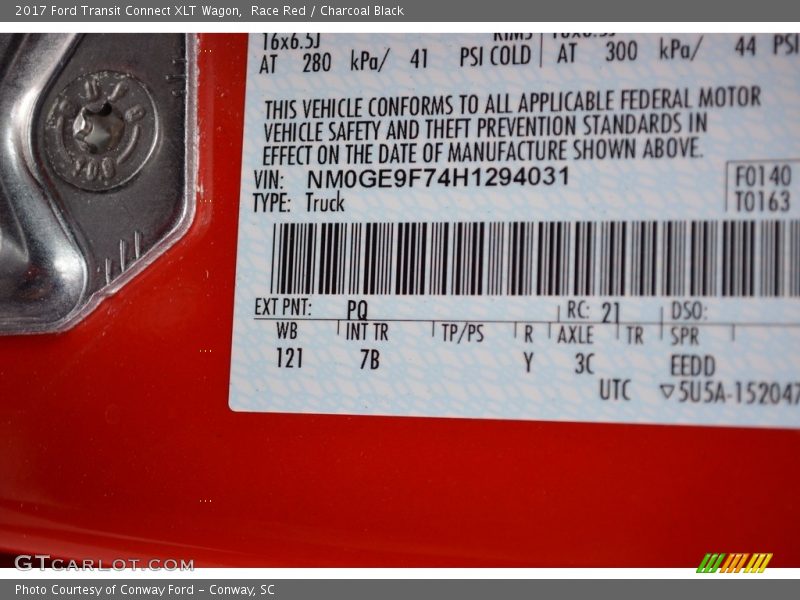 2017 Ford Transit Connect XLT Wagon, Race Red / Charcoal Black
16x6.5J RIMS
AT 280 kPa/ 41 PSI COLD AT 300 kPa/ 44 PSI
THIS VEHICLE CONFORMS TO ALL APPLICABLE FEDERAL MOTOR
VEHICLE SAFETY AND THEFT PREVENTION STANDARDS IN
EFFECT ON THE DATE OF MANUFACTURE SHOWN ABOVE.
VIN: NM0GE9F74H1294031 F0140
TYPE: Truck T0163
EXT PNT: PQ RC: 21 DSO:
WB INT TR TP/PS R AXLE TR SPR
121 7B Y 3C EEDD
UTC ▽5U5A-152047
GTCARLOT.COM
Photo Courtesy of Conway Ford - Conway, SC